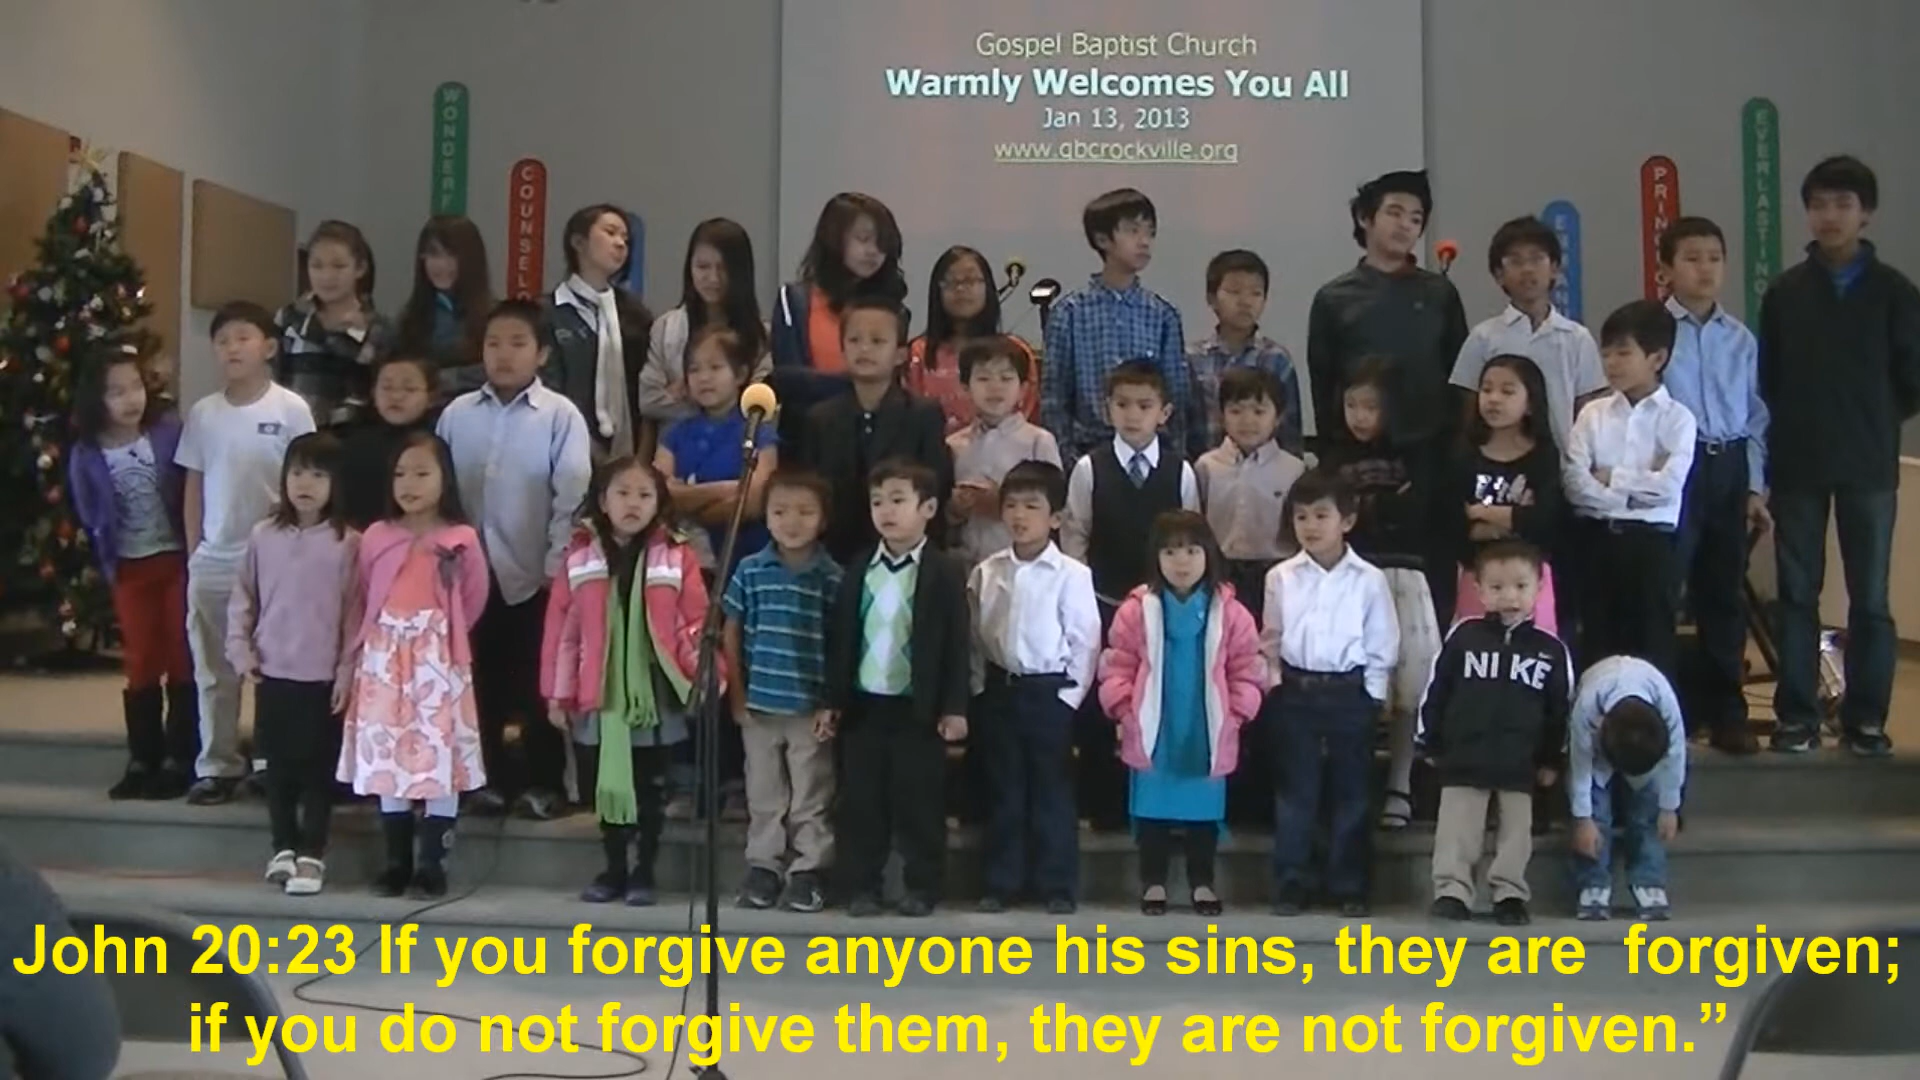 Gospel Baptist Church
Warmly Welcomes You All
Jan 13, 2013
www.gbcrockville.org
WONDERF
COUNSELO
PRINC OF
EVERLASTING
NIKE
John 20:23 If you forgive anyone his sins, they are forgiven;
if you do not forgive them, they are not forgiven.”